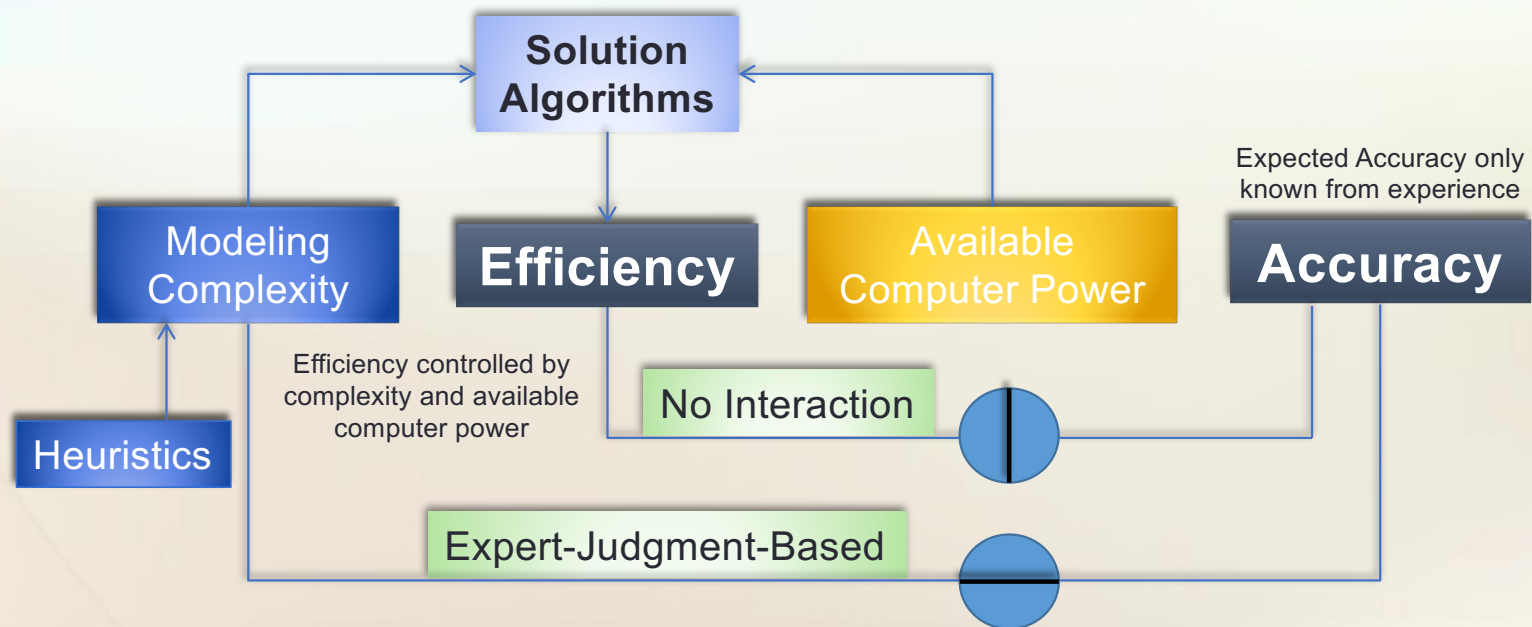 Solution
Algorithms
Expected Accuracy only
known from experience
Modeling
Complexity
Efficiency
Available
Computer Power
Accuracy
Efficiency controlled by
complexity and available
computer power
No Interaction
Heuristics
Expert-Judgment-Based